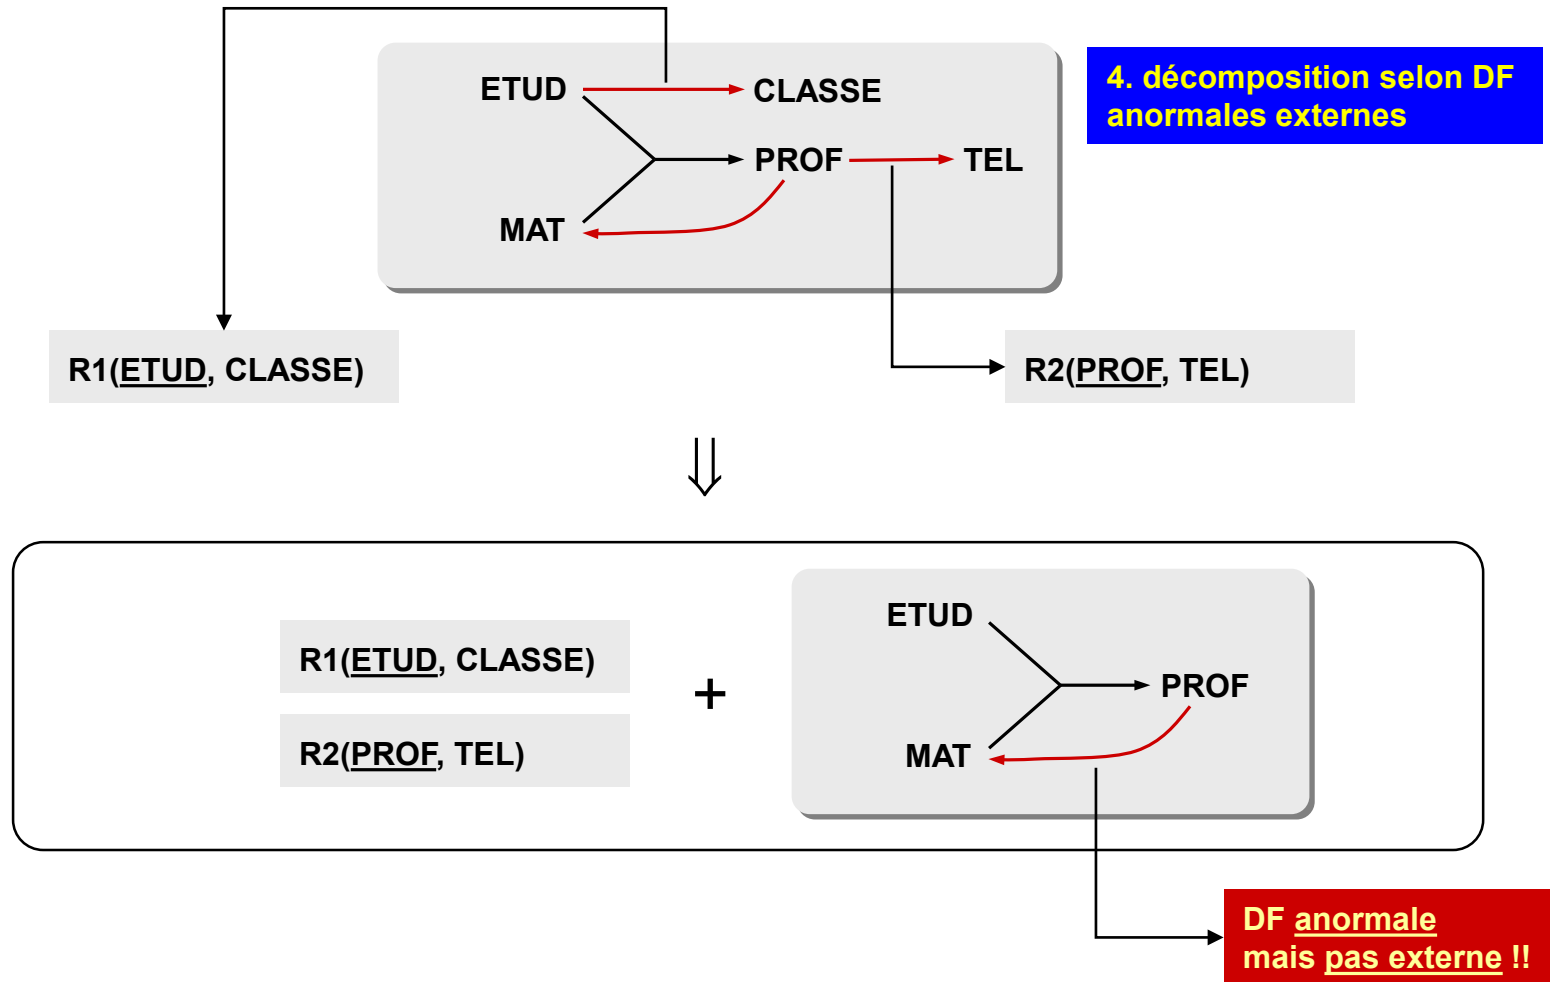 4. décomposition selon DF
anormales externes
ETUD
CLASSE
PROF
TEL
MAT
R1(ETUD, CLASSE)
R2(PROF, TEL)
R1(ETUD, CLASSE)
R2(PROF, TEL)
+
ETUD
PROF
MAT
DF anormale
mais pas externe !!